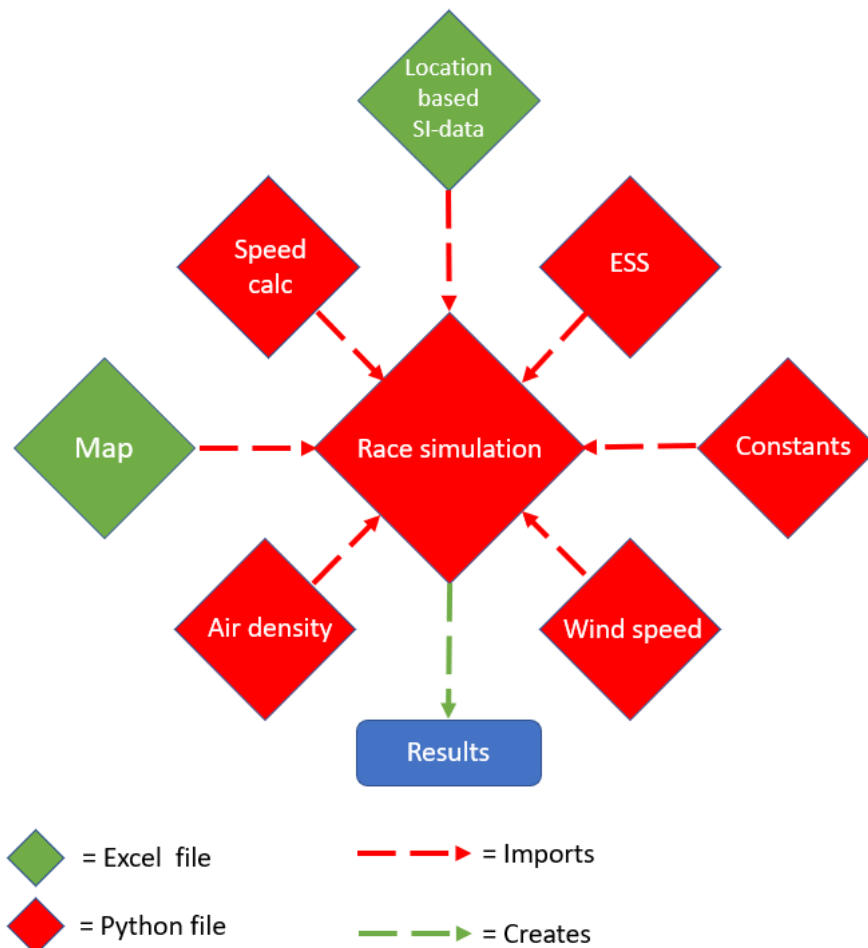 Location
based
SI-data
Speed
calc
ESS
Map
Race simulation
Constants
Air density
Wind speed
Results
= Excel file
= Imports
= Python file
= Creates